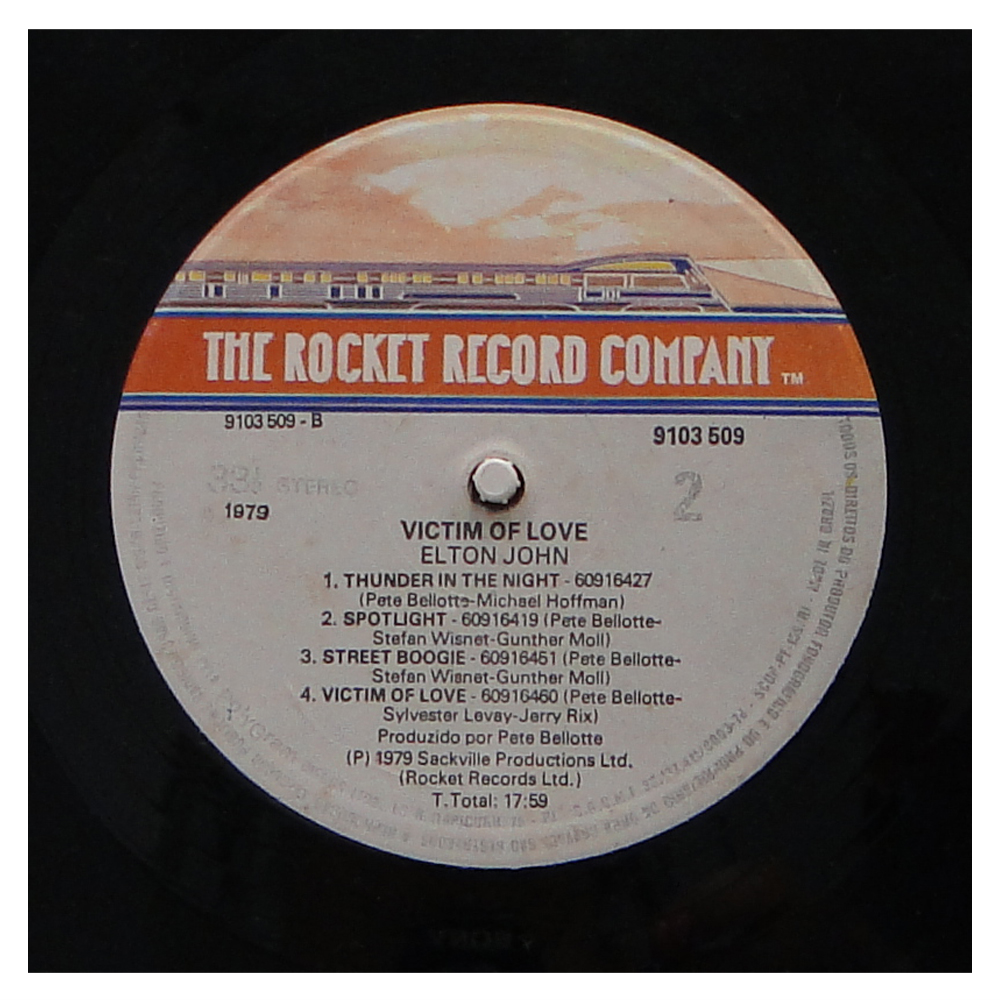 THE ROCKET RECORD COMPANY TM
9103 509 - B
9103 509
33⅓ STEREO
2
1979
VICTIM OF LOVE
ELTON JOHN
1. THUNDER IN THE NIGHT - 60916427
(Pete Bellotte-Michael Hoffman)
2. SPOTLIGHT - 60916419 (Pete Bellotte-
Stefan Wisnet-Gunther Moll)
3. STREET BOOGIE - 60916451 (Pete Bellotte-
Stefan Wisnet-Gunther Moll)
4. VICTIM OF LOVE - 60916460 (Pete Bellotte-
Sylvester Levay-Jerry Rix)
Produzido por Pete Bellotte
(P) 1979 Sackville Productions Ltd.
(Rocket Records Ltd.)
T.Total: 17:59
TODOS OS DIREITOS DO PRODUTOR FONOGRÁFICO E DO PROPRIETÁRIO DA OBRA